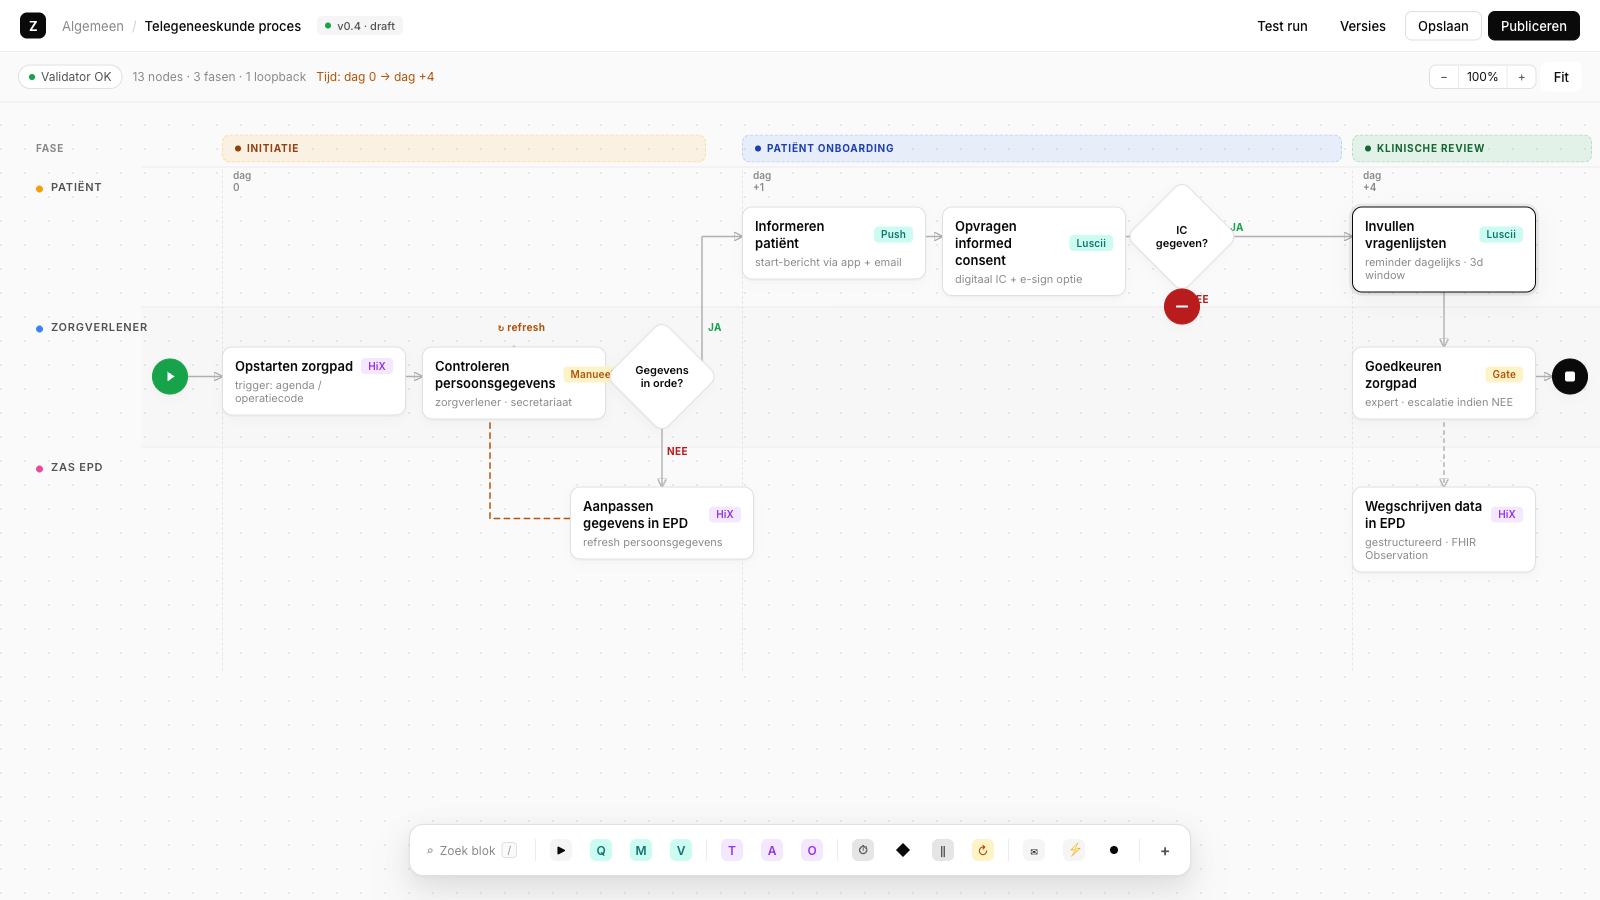 Z
Algemeen / Telegeneeskunde proces
v0.4 · draft
Test run
Versies
Opslaan
Publiceren
Validator OK
13 nodes · 3 fasen · 1 loopback
Tijd: dag 0 → dag +4
−
100%
+
Fit
FASE
INITIATIE
PATIËNT ONBOARDING
KLINISCHE REVIEW
PATIËNT
dag
0
dag
+1
dag
+4
Informeren
patiënt
Push
start-bericht via app + email
Opvragen
informed
consent
Luscii
digitaal IC + e-sign optie
IC
gegeven?
JA
Invullen
vragenlijsten
Luscii
reminder dagelijks · 3d
window
EE
ZORGVERLENER
↻ refresh
JA
Opstarten zorgpad
HiX
trigger: agenda /
operatiecode
Controleren
persoonsgegevens
Manuee
zorgverlener · secretariaat
Gegevens
in orde?
Goedkeuren
zorgpad
Gate
expert · escalatie indien NEE
NEE
ZAS EPD
Aanpassen
gegevens in EPD
HiX
refresh persoonsgegevens
Wegschrijven data
in EPD
HiX
gestructureerd · FHIR
Observation
Zoek blok
/
Q
M
V
T
A
O
+